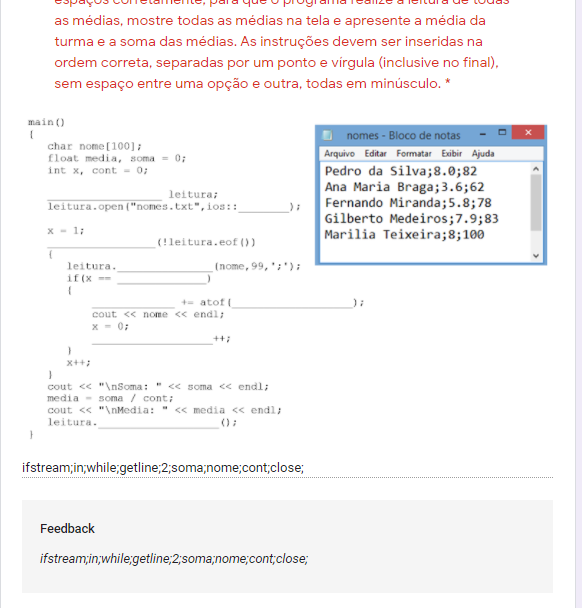 espaços corretamente, para que o programa realize a leitura de todas
as médias, mostre todas as médias na tela e apresente a média da
turma e a soma das médias. As instruções devem ser inseridas na
ordem correta, separadas por um ponto e vírgula (inclusive no final),
sem espaço entre uma opção e outra, todas em minúsculo. *
main()
{
char nome[100];
float media, soma = 0;
int x, cont = 0;
____________ leitura;
leitura.open("nomes.txt",ios::________);
x = 1;
____________(!leitura.eof())
{
leitura.____________(nome,99,';');
if(x == ____________)
{
____________ += atof(____________);
cout << nome << endl;
x = 0;
____________++;
}
x++;
}
cout << "\nSoma: " << soma << endl;
media = soma / cont;
cout << "\nMedia: " << media << endl;
leitura.____________();
}
nomes - Bloco de notas
Arquivo Editar Formatar Exibir Ajuda
Pedro da Silva;8.0;82
Ana Maria Braga;3.6;62
Fernando Miranda;5.8;78
Gilberto Medeiros;7.9;83
Marilia Teixeira;8;100
ifstream;in;while;getline;2;soma;nome;cont;close;
Feedback
ifstream;in;while;getline;2;soma;nome;cont;close;